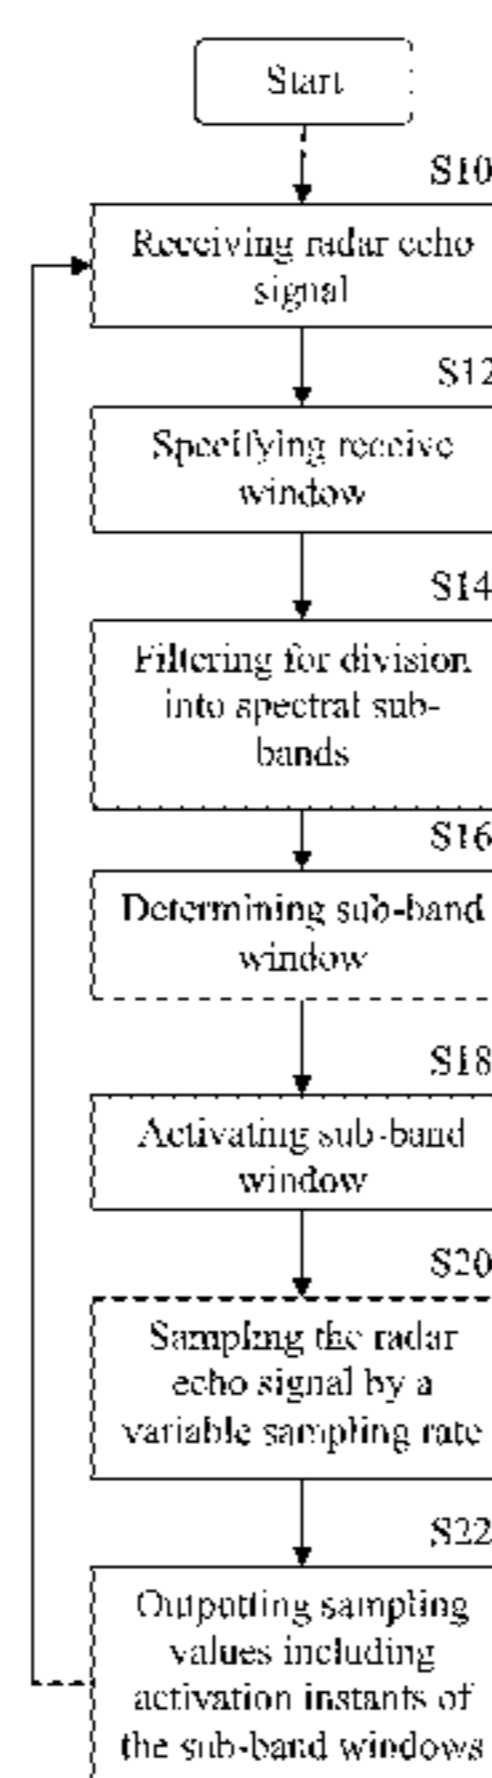 Start
S10
Receiving radar echo
signal
S12
Specifying receive
window
S14
Filtering for division
into spectral sub-
bands
S16
Determining sub-band
window
S18
Activating sub-band
window
S20
Sampling the radar
echo signal by a
variable sampling rate
S22
Outputting sampling
values including
activation instants of
the sub-band windows